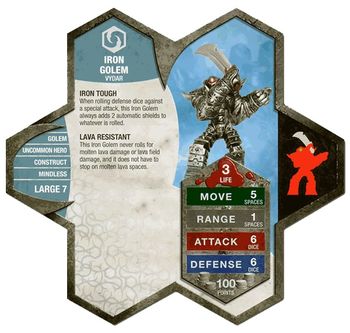 IRON
GOLEM
VYDAR
IRON TOUGH
When rolling defense dice against
a special attack, this Iron Golem
always adds 2 automatic shields to
whatever is rolled.
LAVA RESISTANT
This Iron Golem never rolls for
molten lava damage or lava field
damage, and it does not have to
stop on molten lava spaces.
GOLEM
UNCOMMON HERO
CONSTRUCT
MINDLESS
LARGE 7
3
LIFE
MOVE 5
SPACES
RANGE 1
SPACES
ATTACK 6
DICE
DEFENSE 6
DICE
100
POINTS